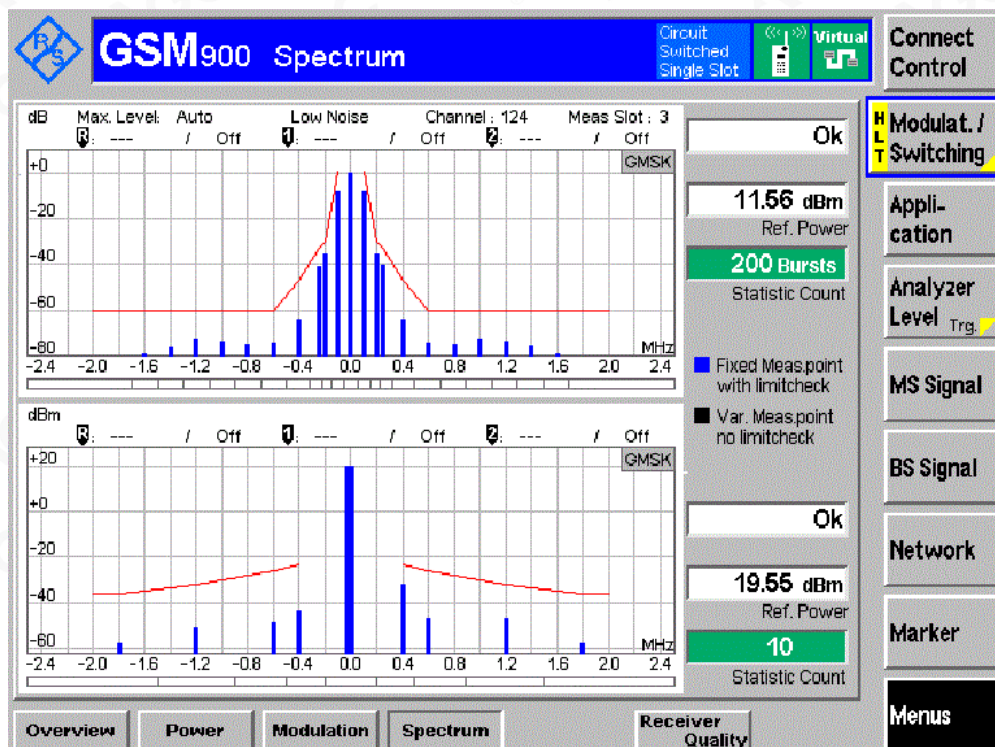 R/S
GSM900 Spectrum
Circuit Switched Single Slot
Virtual
Connect Control
dB Max. Level: Auto Low Noise Channel : 124 Meas Slot : 3
R: --- / Off 1: --- / Off 2: --- / Off
GMSK
+0
-20
-40
-60
-80
MHz
-2.4 -2.0 -1.6 -1.2 -0.8 -0.4 0.0 0.4 0.8 1.2 1.6 2.0 2.4
Ok
11.56 dBm
Ref. Power
200 Bursts
Statistic Count
Fixed Meas.point
with limitcheck
Var. Meas.point
no limitcheck
dBm
R: --- / Off 1: --- / Off 2: --- / Off
GMSK
+20
+0
-20
-40
-60
MHz
-2.4 -2.0 -1.6 -1.2 -0.8 -0.4 0.0 0.4 0.8 1.2 1.6 2.0 2.4
Ok
19.55 dBm
Ref. Power
10
Statistic Count
HLT
Modulat. /
Switching
Appli-
cation
Analyzer
Level Trg.
MS Signal
BS Signal
Network
Marker
Menus
Overview Power Modulation Spectrum Receiver Quality